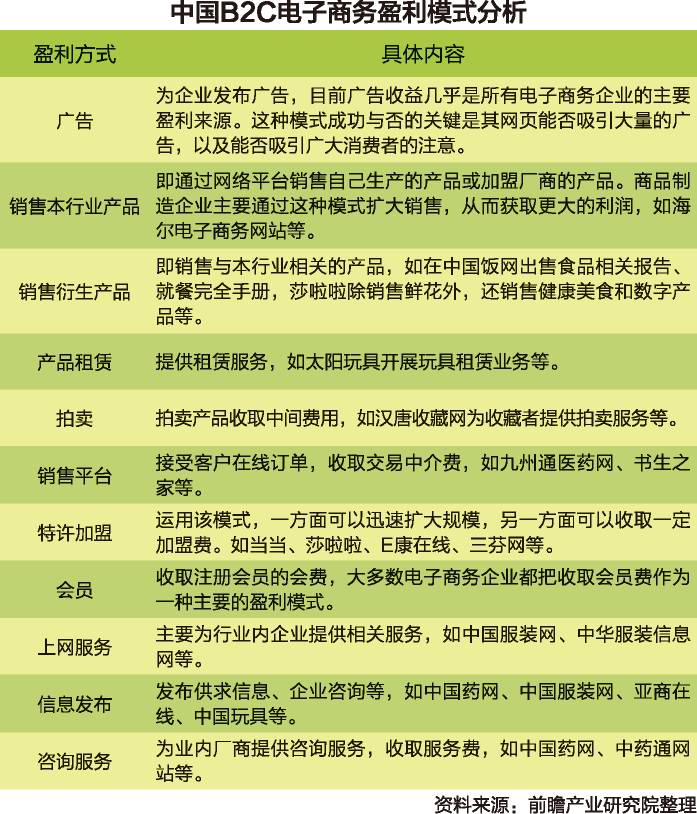 中国B2C电子商务盈利模式分析
盈利方式
具体内容
广告
为企业发布广告，目前广告收益几乎是所有电子商务企业的主要
盈利来源。这种模式成功与否的关键是其网页能否吸引大量的广
告，以及能否吸引广大消费者的注意。
销售本行业产品
即通过网络平台销售自己生产的产品或加盟厂商的产品。商品制
造企业主要通过这种模式扩大销售，从而获取更大的利润，如海
尔电子商务网站等。
销售衍生产品
即销售与本行业相关的产品，如在中国饭网出售食品相关报告、
就餐完全手册，莎啦啦除销售鲜花外，还销售健康美食和数字产
品等。
产品租赁
提供租赁服务，如太阳玩具开展玩具租赁业务等。
拍卖
拍卖产品收取中间费用，如汉唐收藏网为收藏者提供拍卖服务等。
销售平台
接受客户在线订单，收取交易中介费，如九州通医药网、书生之
家等。
特许加盟
运用该模式，一方面可以迅速扩大规模，另一方面可以收取一定
加盟费。如当当、莎啦啦、E康在线、三芬网等。
会员
收取注册会员的会费，大多数电子商务企业都把收取会员费作为
一种主要的盈利模式。
上网服务
主要为行业内企业提供相关服务，如中国服装网、中华服装信息
网等。
信息发布
发布供求信息、企业咨询等，如中国药网、中国服装网、亚商在
线、中国玩具等。
咨询服务
为业内厂商提供咨询服务，收取服务费，如中国药网、中药通网
站等。
资料来源：前瞻产业研究院整理